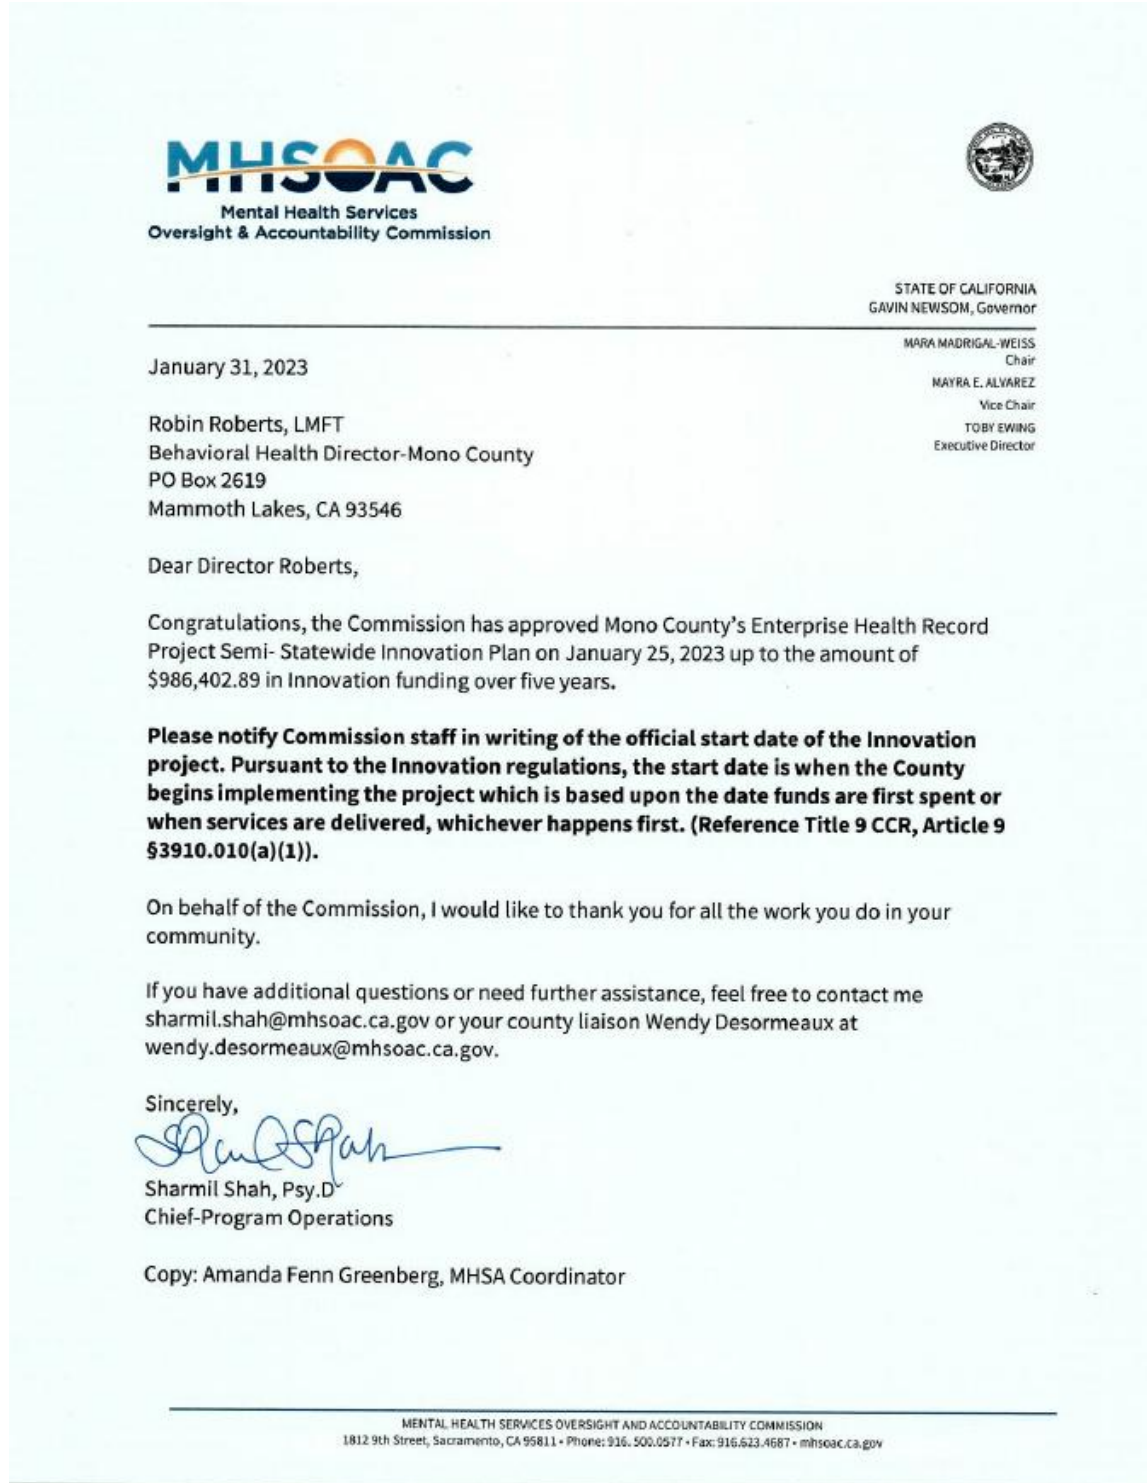 MHSOAC
Mental Health Services
Oversight & Accountability Commission
STATE OF CALIFORNIA
GAVIN NEWSOM, Governor
MARA MADRIGAL-WEISS
Chair
MAYRA E. ALVAREZ
Vice Chair
TOBY EWING
Executive Director
January 31, 2023
Robin Roberts, LMFT
Behavioral Health Director-Mono County
PO Box 2619
Mammoth Lakes, CA 93546
Dear Director Roberts,
Congratulations, the Commission has approved Mono County's Enterprise Health Record
Project Semi- Statewide Innovation Plan on January 25, 2023 up to the amount of
$986,402.89 in Innovation funding over five years.
Please notify Commission staff in writing of the official start date of the Innovation
project. Pursuant to the Innovation regulations, the start date is when the County
begins implementing the project which is based upon the date funds are first spent or
when services are delivered, whichever happens first. (Reference Title 9 CCR, Article 9
§3910.010(a)(1)).
On behalf of the Commission, I would like to thank you for all the work you do in your
community.
If you have additional questions or need further assistance, feel free to contact me
sharmil.shah@mhsoac.ca.gov or your county liaison Wendy Desormeaux at
wendy.desormeaux@mhsoac.ca.gov.
Sincerely,
Sharmil Shah, Psy.D
Chief-Program Operations
Copy: Amanda Fenn Greenberg, MHSA Coordinator
MENTAL HEALTH SERVICES OVERSIGHT AND ACCOUNTABILITY COMMISSION
1812 9th Street, Sacramento, CA 95811 • Phone: 916. 500.0577 • Fax: 916.623.4687 • mhsoac.ca.gov